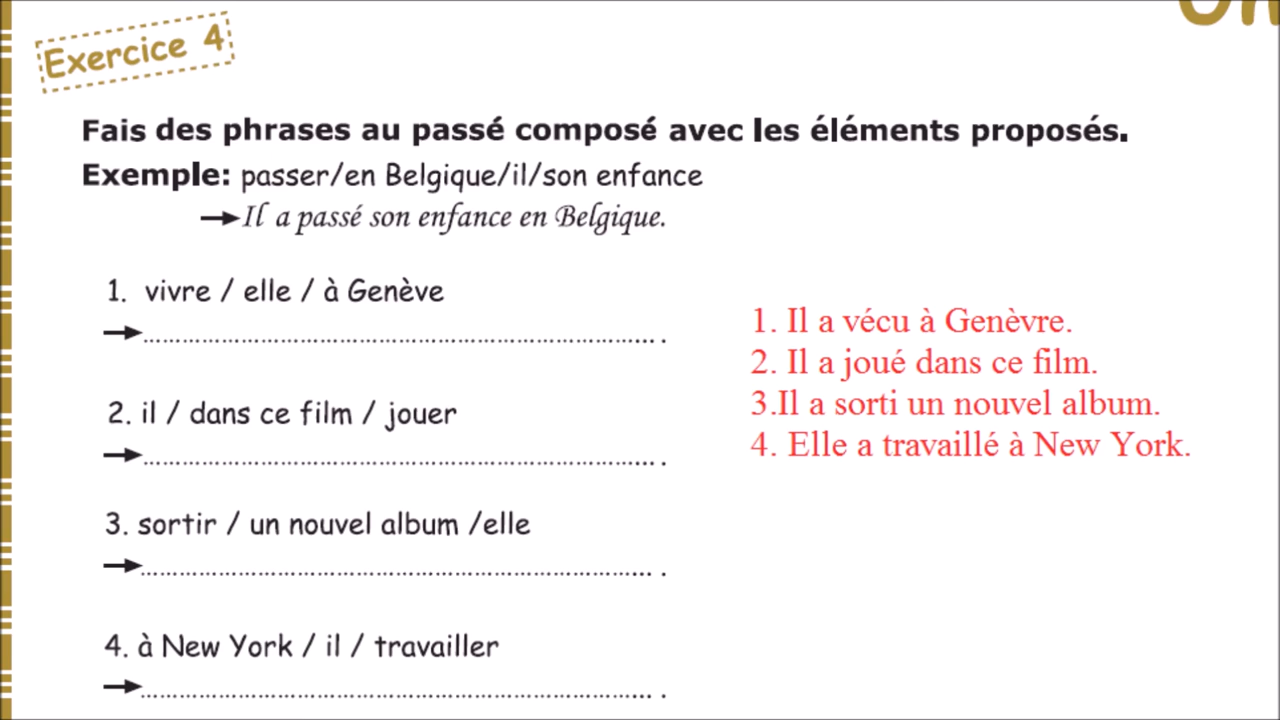 Exercice 4
Fais des phrases au passé composé avec les éléments proposés.
Exemple: passer/en Belgique/il/son enfance
→Il a passé son enfance en Belgique.
1. vivre / elle / à Genève
→................................................................ .
2. il / dans ce film / jouer
→................................................................ .
3. sortir / un nouvel album /elle
→................................................................ .
4. à New York / il / travailler
→................................................................ .
1. Il a vécu à Genèvre.
2. Il a joué dans ce film.
3.Il a sorti un nouvel album.
4. Elle a travaillé à New York.